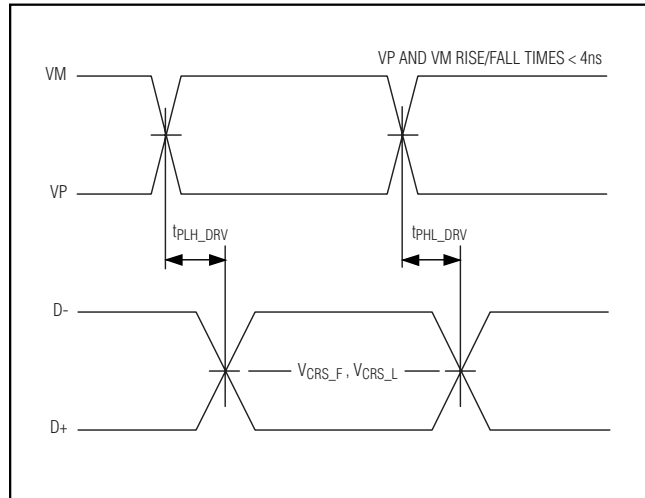 VM
VP AND VM RISE/FALL TIMES < 4ns
VP
tPLH_DRV
tPHL_DRV
D-
VCRS_F , VCRS_L
D+